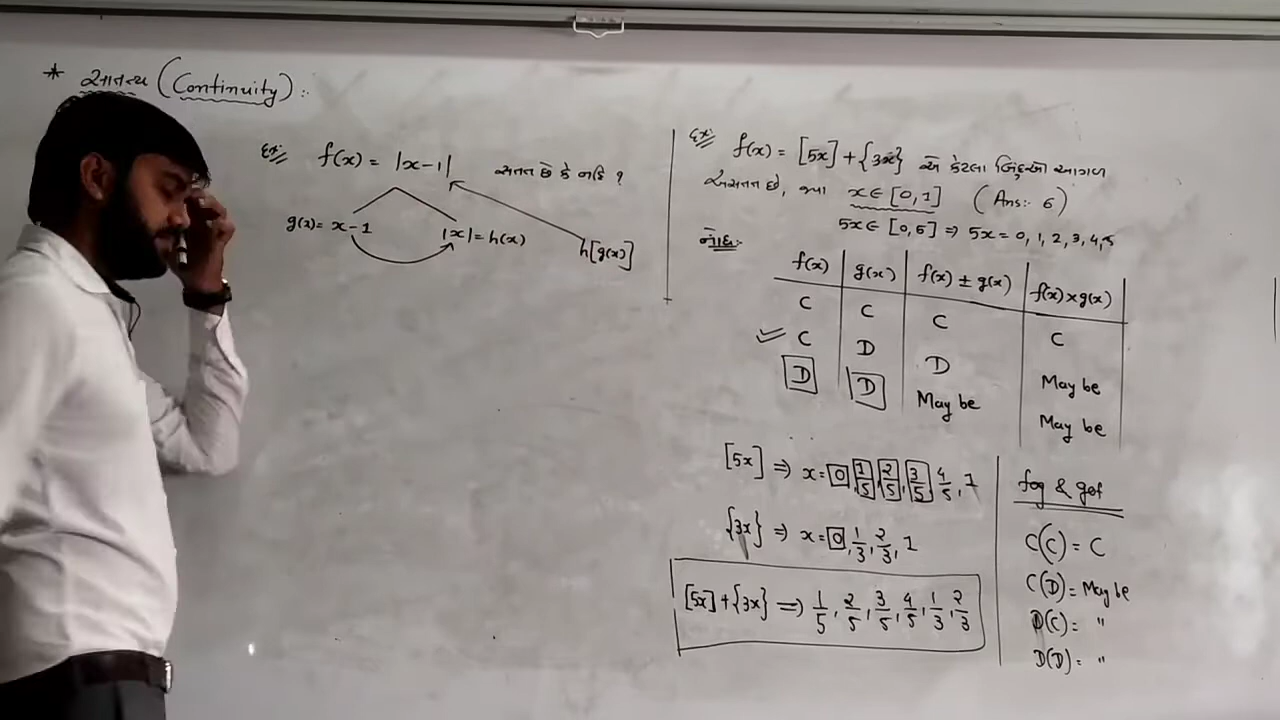 * સાતત્ય (Continuity) :
Ex: f(x) = |x-1| સતત છે કે નહિ ?
g(x) = x-1
|x| = h(x)
h[g(x)]
Ex: f(x) = [5x] + {3x} એ કેટલા બિંદુઓ આગળ
અસતત છે, જ્યાં x ∈ [0,1] (Ans:- 6)
5x ∈ [0,5] ⇒ 5x = 0, 1, 2, 3, 4, 5
નોંધ:-
f(x) g(x) f(x) ± g(x) f(x) × g(x)
C C C C
C D D May be
D D May be May be
[5x] ⇒ x = 0, 1/5, 2/5, 3/5, 4/5, 1
{3x} ⇒ x = 0, 1/3, 2/3, 1
[5x] + {3x} ⇒ 1/5, 2/5, 3/5, 4/5, 1/3, 2/3
fog & gof
C(C) = C
C(D) = May be
D(C) = "
D(D) = "